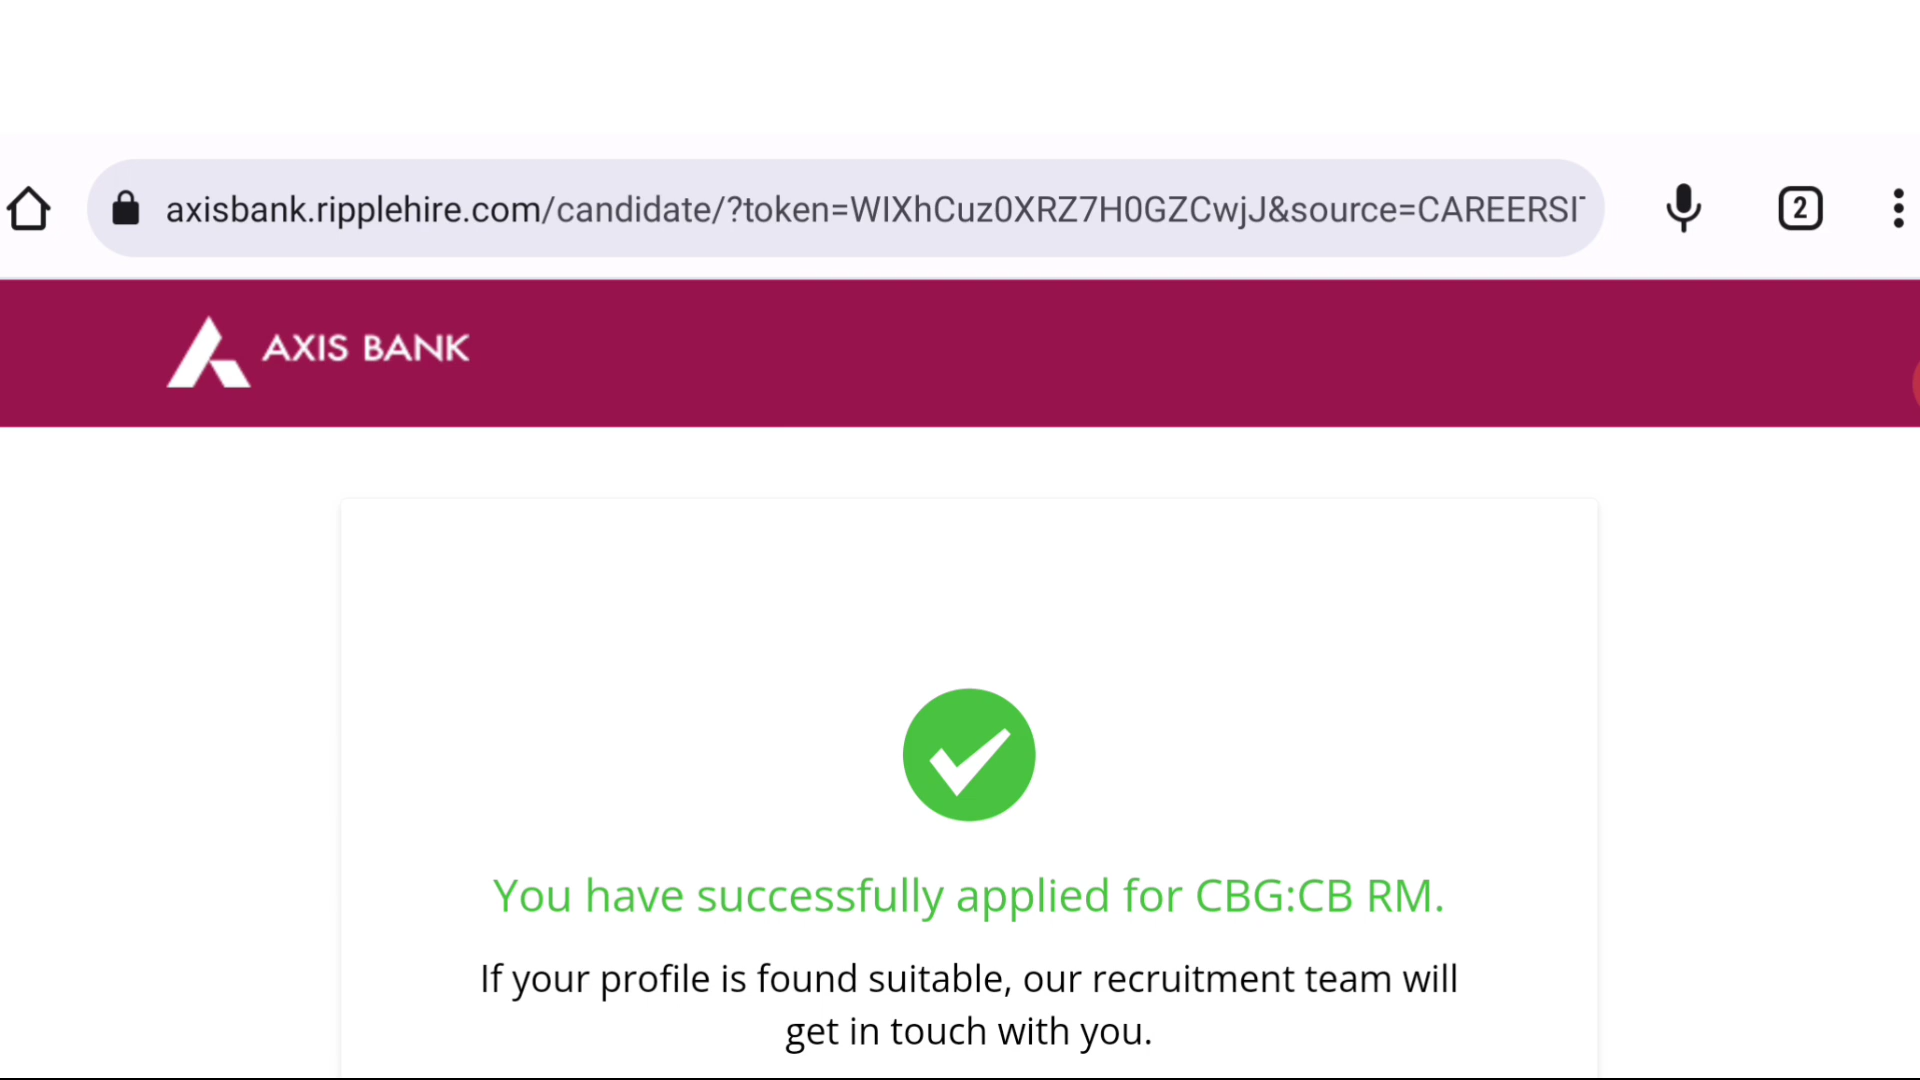 axisbank.ripplehire.com/candidate/?token=WIXhCuz0XRZ7H0GZCwjJ&source=CAREERSI
2
AXIS BANK
You have successfully applied for CBG:CB RM.
If your profile is found suitable, our recruitment team will
get in touch with you.